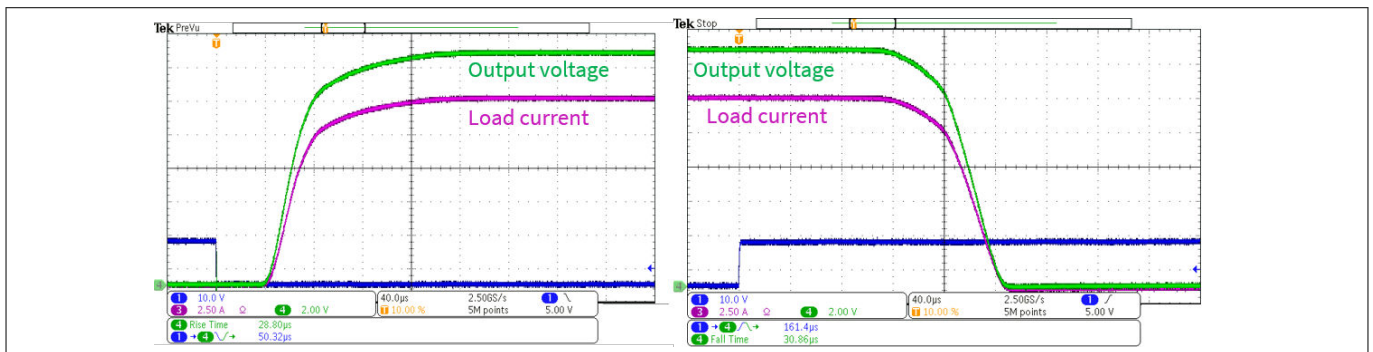 Tek PreVu
T
T
Output voltage
Load current
4
1 10.0 V
3 2.50 A Ω 4 2.00 V
40.0µs 2.50GS/s 1 \
T 10.00 % 5M points 5.00 V
4 Rise Time 28.80µs
1 → 4 50.32µs
Tek Stop
T
T
Output voltage
Load current
4
1 10.0 V
3 2.50 A Ω 4 2.00 V
40.0µs 2.50GS/s 1 /
T 10.00 % 5M points 5.00 V
1 → 4 161.4µs
4 Fall Time 30.86µs